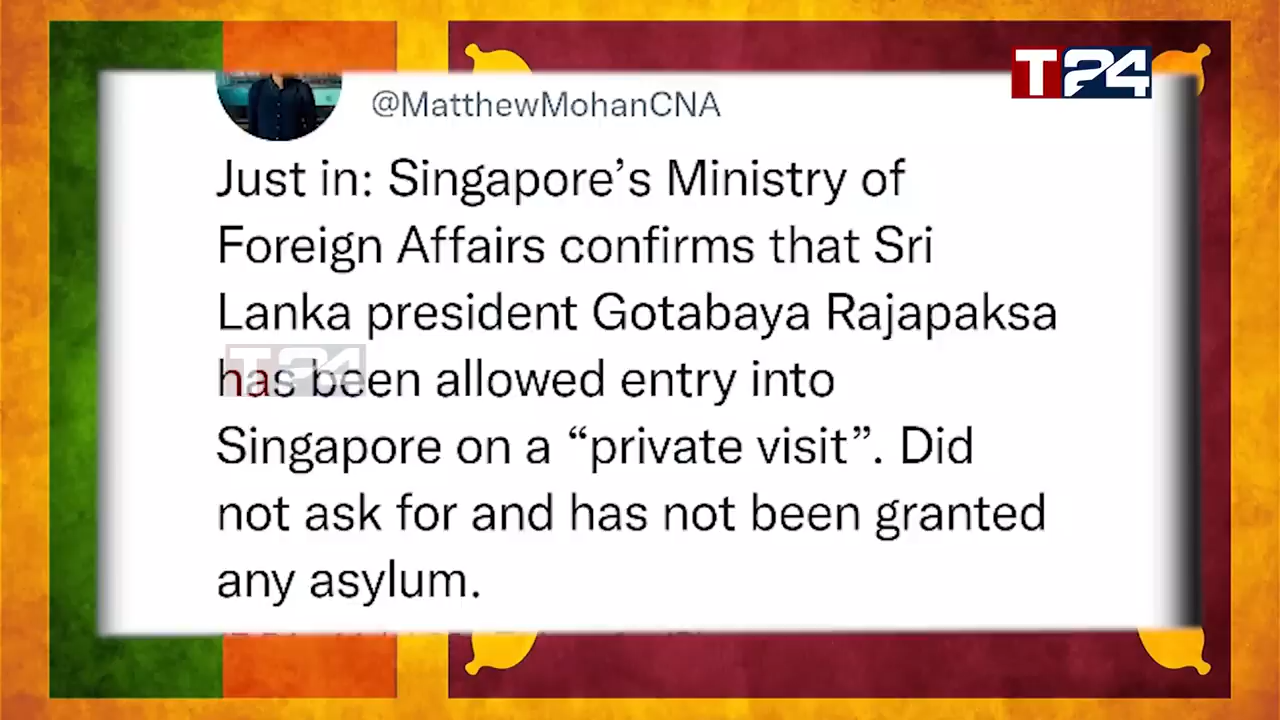 T24
@MatthewMohanCNA
Just in: Singapore’s Ministry of
Foreign Affairs confirms that Sri
Lanka president Gotabaya Rajapaksa
has been allowed entry into
Singapore on a “private visit”. Did
not ask for and has not been granted
any asylum.
T24